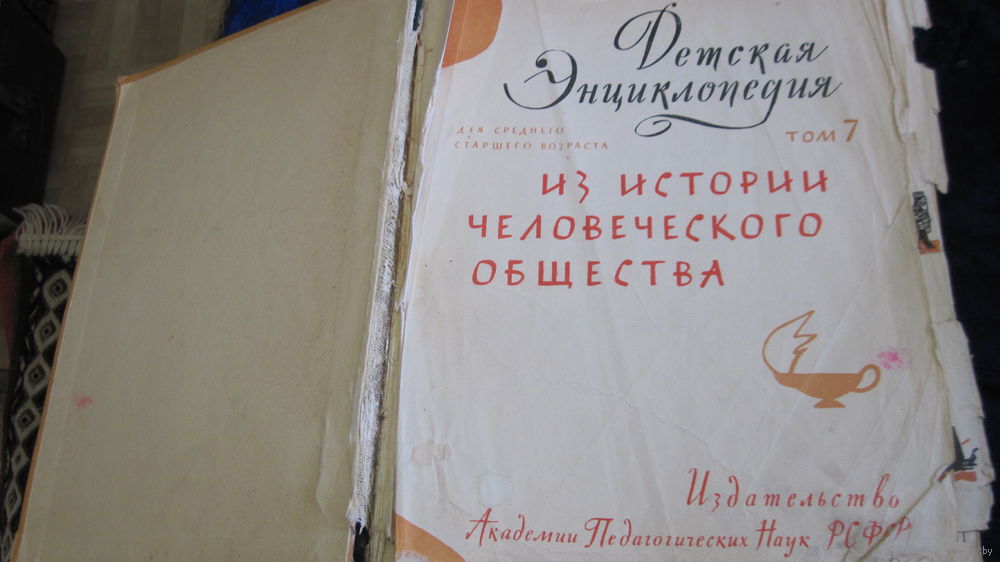 Детская
Энциклопедия
ДЛЯ СРЕДНЕГО
СТАРШЕГО ВОЗРАСТА
ТОМ 7
ИЗ ИСТОРИИ
ЧЕЛОВЕЧЕСКОГО
ОБЩЕСТВА
Издательство
Академии Педагогических Наук РСФСР